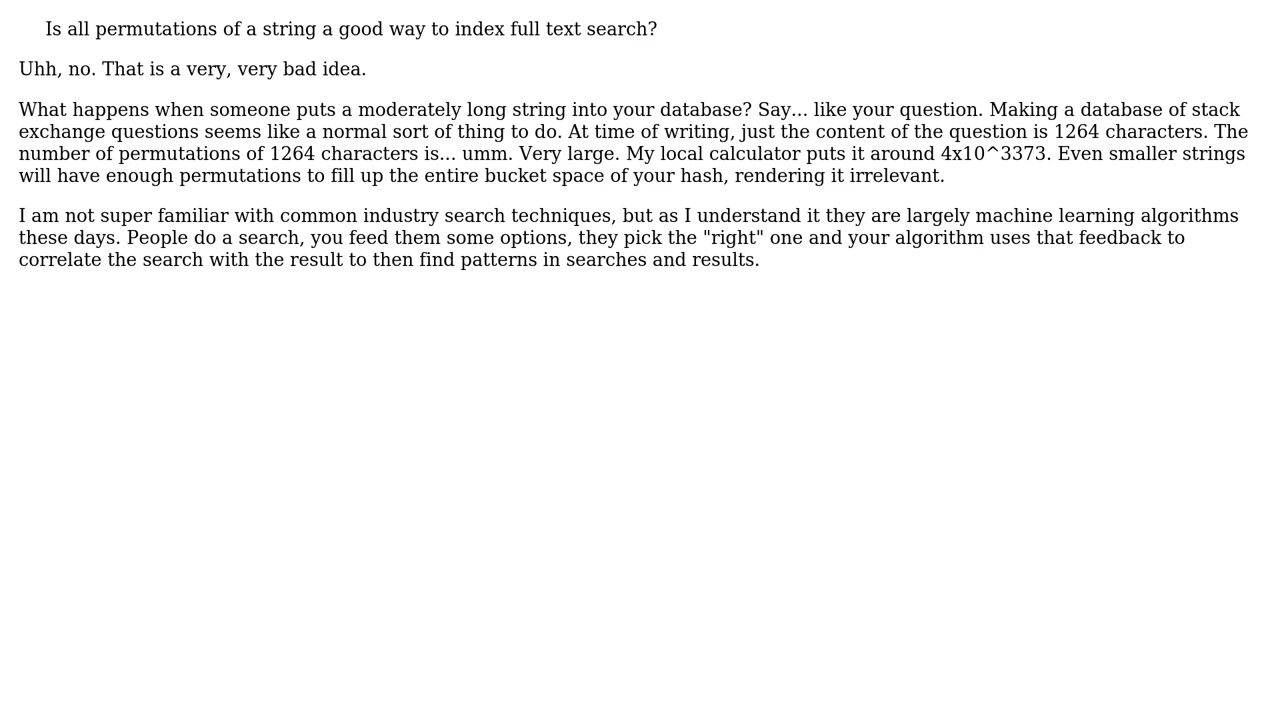 Is all permutations of a string a good way to index full text search?
Uhh, no. That is a very, very bad idea.
What happens when someone puts a moderately long string into your database? Say... like your question. Making a database of stack
exchange questions seems like a normal sort of thing to do. At time of writing, just the content of the question is 1264 characters. The
number of permutations of 1264 characters is... umm. Very large. My local calculator puts it around 4x10^3373. Even smaller strings
will have enough permutations to fill up the entire bucket space of your hash, rendering it irrelevant.
I am not super familiar with common industry search techniques, but as I understand it they are largely machine learning algorithms
these days. People do a search, you feed them some options, they pick the "right" one and your algorithm uses that feedback to
correlate the search with the result to then find patterns in searches and results.